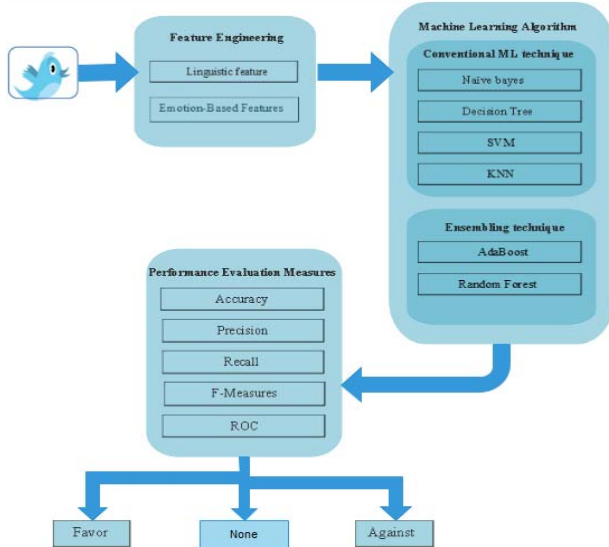 Feature Engineering
Linguistic feature
Emotion-Based Features
Machine Learning Algorithm
Conventional ML technique
Naïve bayes
Decision Tree
SVM
KNN
Ensembling technique
AdaBoost
Random Forest
Performance Evaluation Measures
Accuracy
Precision
Recall
F-Measures
ROC
Favor
None
Against